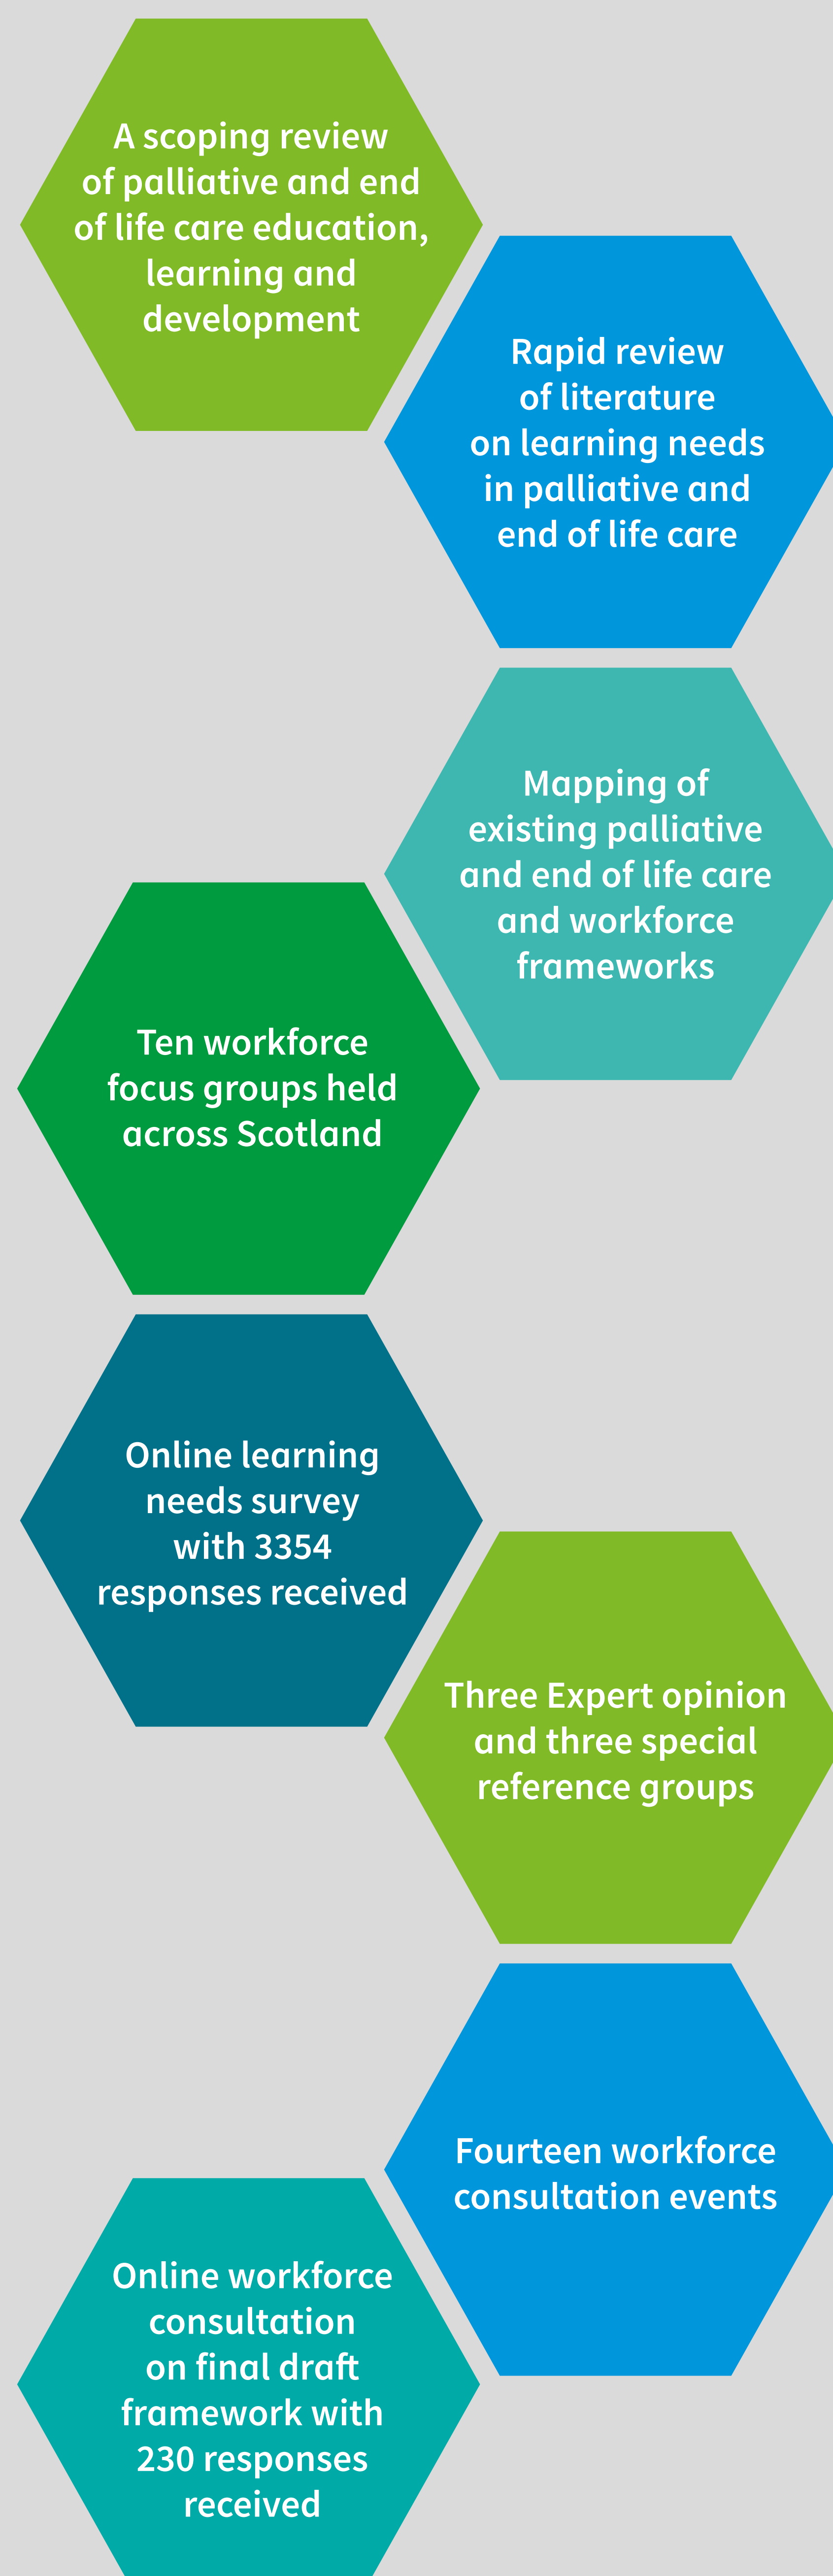 A scoping review
of palliative and end
of life care education,
learning and
development
Rapid review
of literature
on learning needs
in palliative and
end of life care
Mapping of
existing palliative
and end of life care
and workforce
frameworks
Ten workforce
focus groups held
across Scotland
Online learning
needs survey
with 3354
responses received
Three Expert opinion
and three special
reference groups
Fourteen workforce
consultation events
Online workforce
consultation
on final draft
framework with
230 responses
received